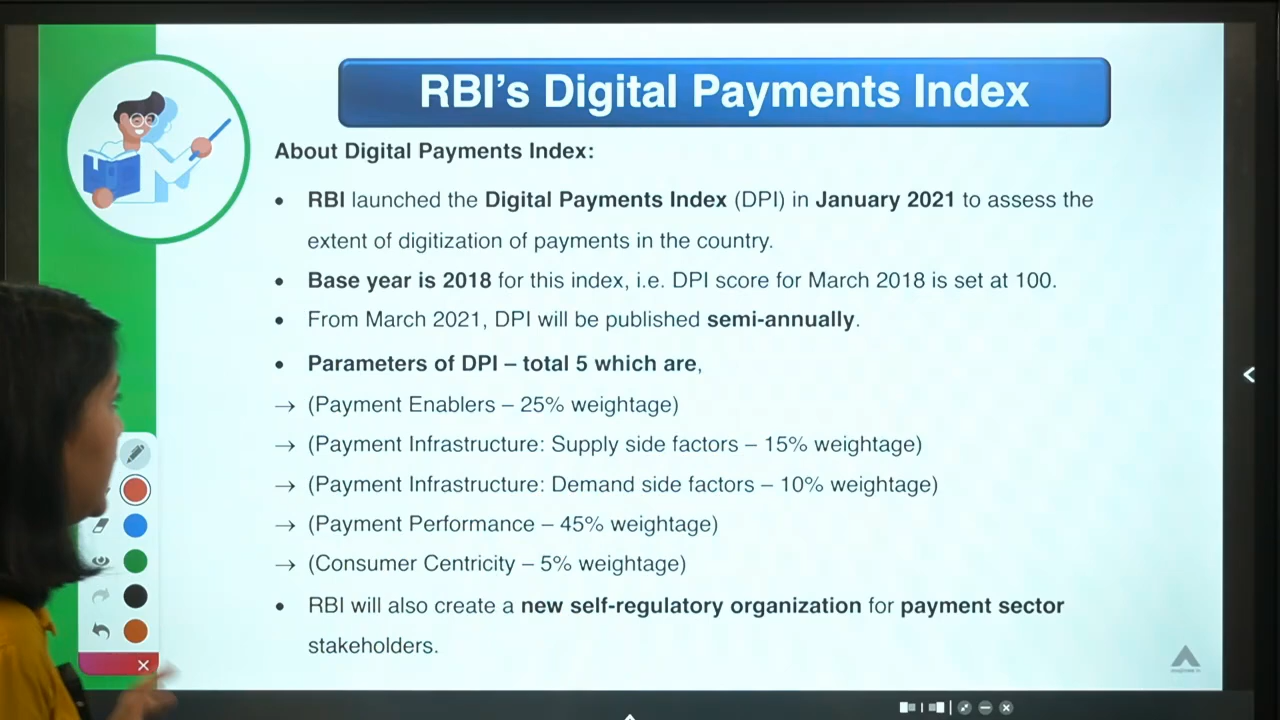 RBI's Digital Payments Index
About Digital Payments Index:
• RBI launched the Digital Payments Index (DPI) in January 2021 to assess the
extent of digitization of payments in the country.
• Base year is 2018 for this index, i.e. DPI score for March 2018 is set at 100.
• From March 2021, DPI will be published semi-annually.
• Parameters of DPI – total 5 which are,
→ (Payment Enablers – 25% weightage)
→ (Payment Infrastructure: Supply side factors – 15% weightage)
→ (Payment Infrastructure: Demand side factors – 10% weightage)
→ (Payment Performance – 45% weightage)
→ (Consumer Centricity – 5% weightage)
• RBI will also create a new self-regulatory organization for payment sector
stakeholders.